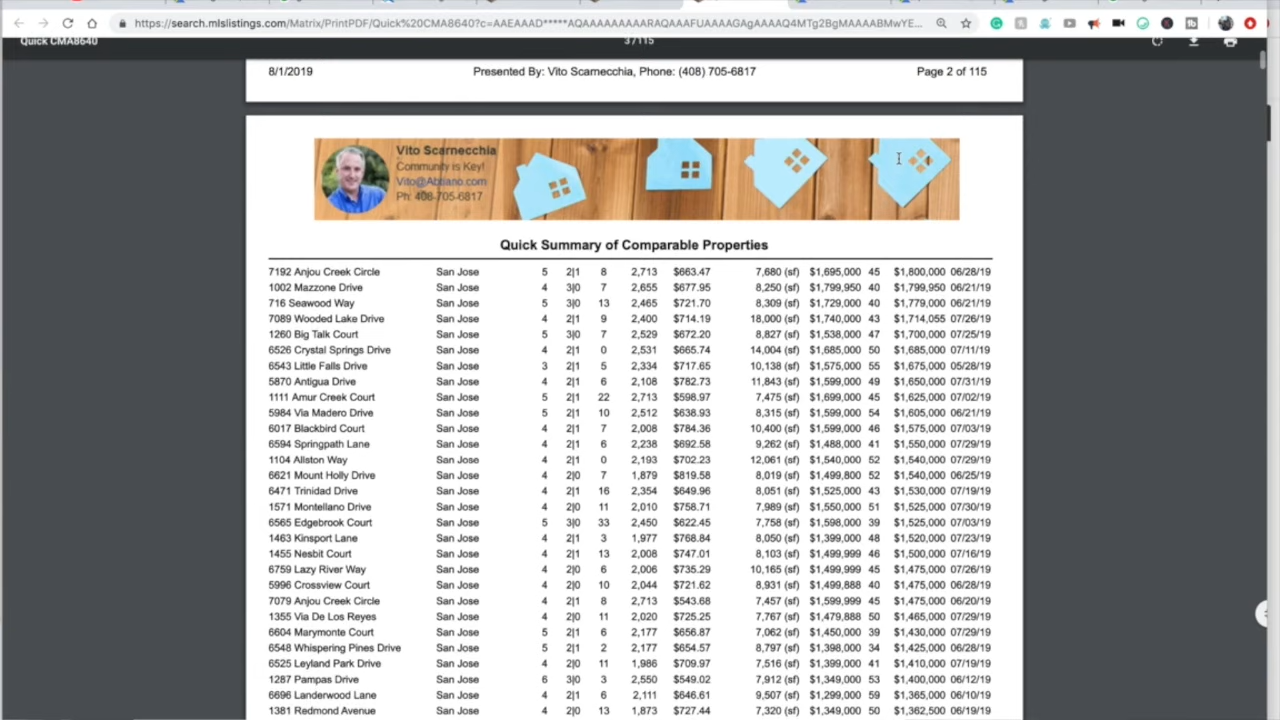 https://search.mlslistings.com/Matrix/PrintPDF/Quick%20CMA8640?c=AAEAAAD*****AQAAAAAAAAARAQAAAFUAAAAGAgAAAAQ4MTg2BgMAAAABMwYE...
Quick CMA8640 3 / 115
8/1/2019 Presented By: Vito Scarnecchia, Phone: (408) 705-6817 Page 2 of 115
Vito Scarnecchia
Community is Key!
Vito@Abitano.com
Ph: 408-705-6817
Quick Summary of Comparable Properties
7192 Anjou Creek Circle San Jose 5 2|1 8 2,713 $663.47 7,680 (sf) $1,695,000 45 $1,800,000 06/28/19
1002 Mazzone Drive San Jose 4 3|0 7 2,655 $677.95 8,250 (sf) $1,799,950 40 $1,799,950 06/21/19
716 Seawood Way San Jose 5 3|0 13 2,465 $721.70 8,309 (sf) $1,729,000 40 $1,779,000 06/21/19
7089 Wooded Lake Drive San Jose 4 2|1 9 2,400 $714.19 18,000 (sf) $1,740,000 43 $1,714,055 07/26/19
1260 Big Talk Court San Jose 5 3|0 7 2,529 $672.20 8,827 (sf) $1,538,000 47 $1,700,000 07/25/19
6526 Crystal Springs Drive San Jose 4 2|1 0 2,531 $665.74 14,004 (sf) $1,685,000 50 $1,685,000 07/11/19
6543 Little Falls Drive San Jose 3 2|1 5 2,334 $717.65 10,138 (sf) $1,575,000 55 $1,675,000 05/28/19
5870 Antigua Drive San Jose 4 2|1 6 2,108 $782.73 11,843 (sf) $1,599,000 49 $1,650,000 07/31/19
1111 Amur Creek Court San Jose 5 2|1 22 2,713 $598.97 7,475 (sf) $1,699,000 45 $1,625,000 07/02/19
5984 Via Madero Drive San Jose 5 2|1 10 2,512 $638.93 8,315 (sf) $1,599,000 54 $1,605,000 06/21/19
6017 Blackbird Court San Jose 4 2|1 7 2,008 $784.36 10,400 (sf) $1,599,000 46 $1,575,000 07/03/19
6594 Springpath Lane San Jose 4 2|1 6 2,238 $692.58 9,262 (sf) $1,488,000 41 $1,550,000 07/29/19
1104 Allston Way San Jose 4 2|1 0 2,193 $702.23 12,061 (sf) $1,540,000 52 $1,540,000 07/29/19
6621 Mount Holly Drive San Jose 4 2|0 7 1,879 $819.58 8,019 (sf) $1,499,800 52 $1,540,000 06/25/19
6471 Trinidad Drive San Jose 4 2|1 16 2,354 $649.96 8,051 (sf) $1,525,000 43 $1,530,000 07/19/19
1571 Montellano Drive San Jose 4 2|0 11 2,010 $758.71 7,989 (sf) $1,550,000 51 $1,525,000 07/30/19
6565 Edgebrook Court San Jose 5 3|0 33 2,450 $622.45 7,758 (sf) $1,598,000 39 $1,525,000 07/03/19
1463 Kinsport Lane San Jose 4 2|1 3 1,977 $768.84 8,050 (sf) $1,399,000 48 $1,520,000 07/23/19
1455 Nesbit Court San Jose 4 2|1 13 2,008 $747.01 8,103 (sf) $1,499,999 46 $1,500,000 07/16/19
6759 Lazy River Way San Jose 4 2|0 6 2,006 $735.29 10,165 (sf) $1,499,999 45 $1,475,000 07/26/19
5996 Crossview Court San Jose 4 2|0 10 2,044 $721.62 8,931 (sf) $1,499,888 40 $1,475,000 06/28/19
7079 Anjou Creek Circle San Jose 4 2|1 8 2,713 $543.68 7,457 (sf) $1,599,999 45 $1,475,000 06/20/19
1355 Via De Los Reyes San Jose 4 2|0 11 2,020 $725.25 7,767 (sf) $1,479,888 50 $1,465,000 07/29/19
6604 Marymonte Court San Jose 5 2|1 6 2,177 $656.87 7,062 (sf) $1,450,000 39 $1,430,000 07/29/19
6548 Whispering Pines Drive San Jose 5 2|1 2 2,177 $654.57 8,797 (sf) $1,398,000 34 $1,425,000 06/28/19
6525 Leyland Park Drive San Jose 4 2|0 11 1,986 $709.97 7,516 (sf) $1,399,000 41 $1,410,000 07/19/19
1287 Pampas Drive San Jose 6 3|0 3 2,550 $549.02 7,912 (sf) $1,349,000 53 $1,400,000 06/12/19
6696 Landerwood Lane San Jose 4 2|1 6 2,111 $646.61 9,507 (sf) $1,299,000 59 $1,365,000 06/10/19
1381 Redmond Avenue San Jose 4 2|0 13 1,873 $727.44 7,320 (sf) $1,349,000 50 $1,362,500 06/19/19